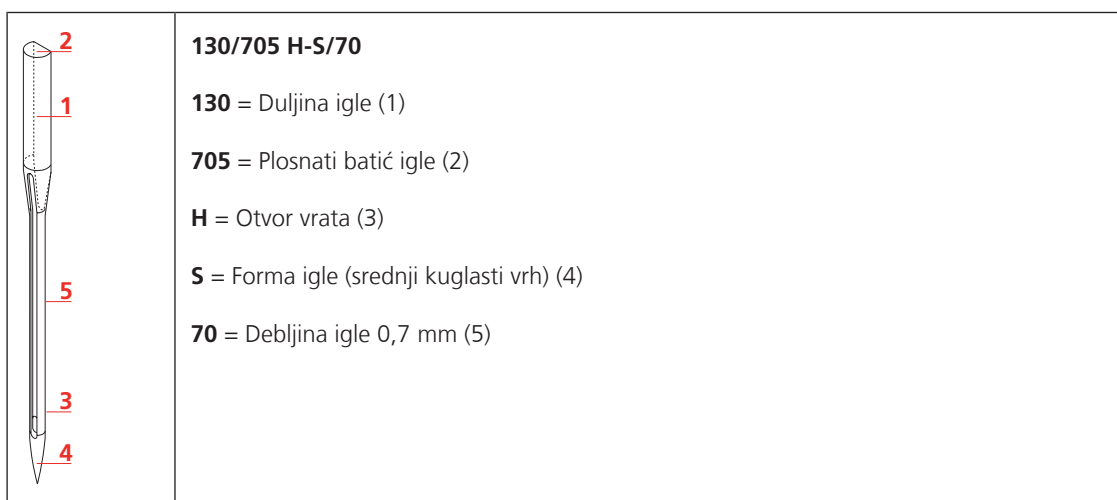 2
1
5
3
4
130/705 H-S/70
130 = Duljina igle (1)
705 = Plosnati batić igle (2)
H = Otvor vrata (3)
S = Forma igle (srednji kuglasti vrh) (4)
70 = Debljina igle 0,7 mm (5)